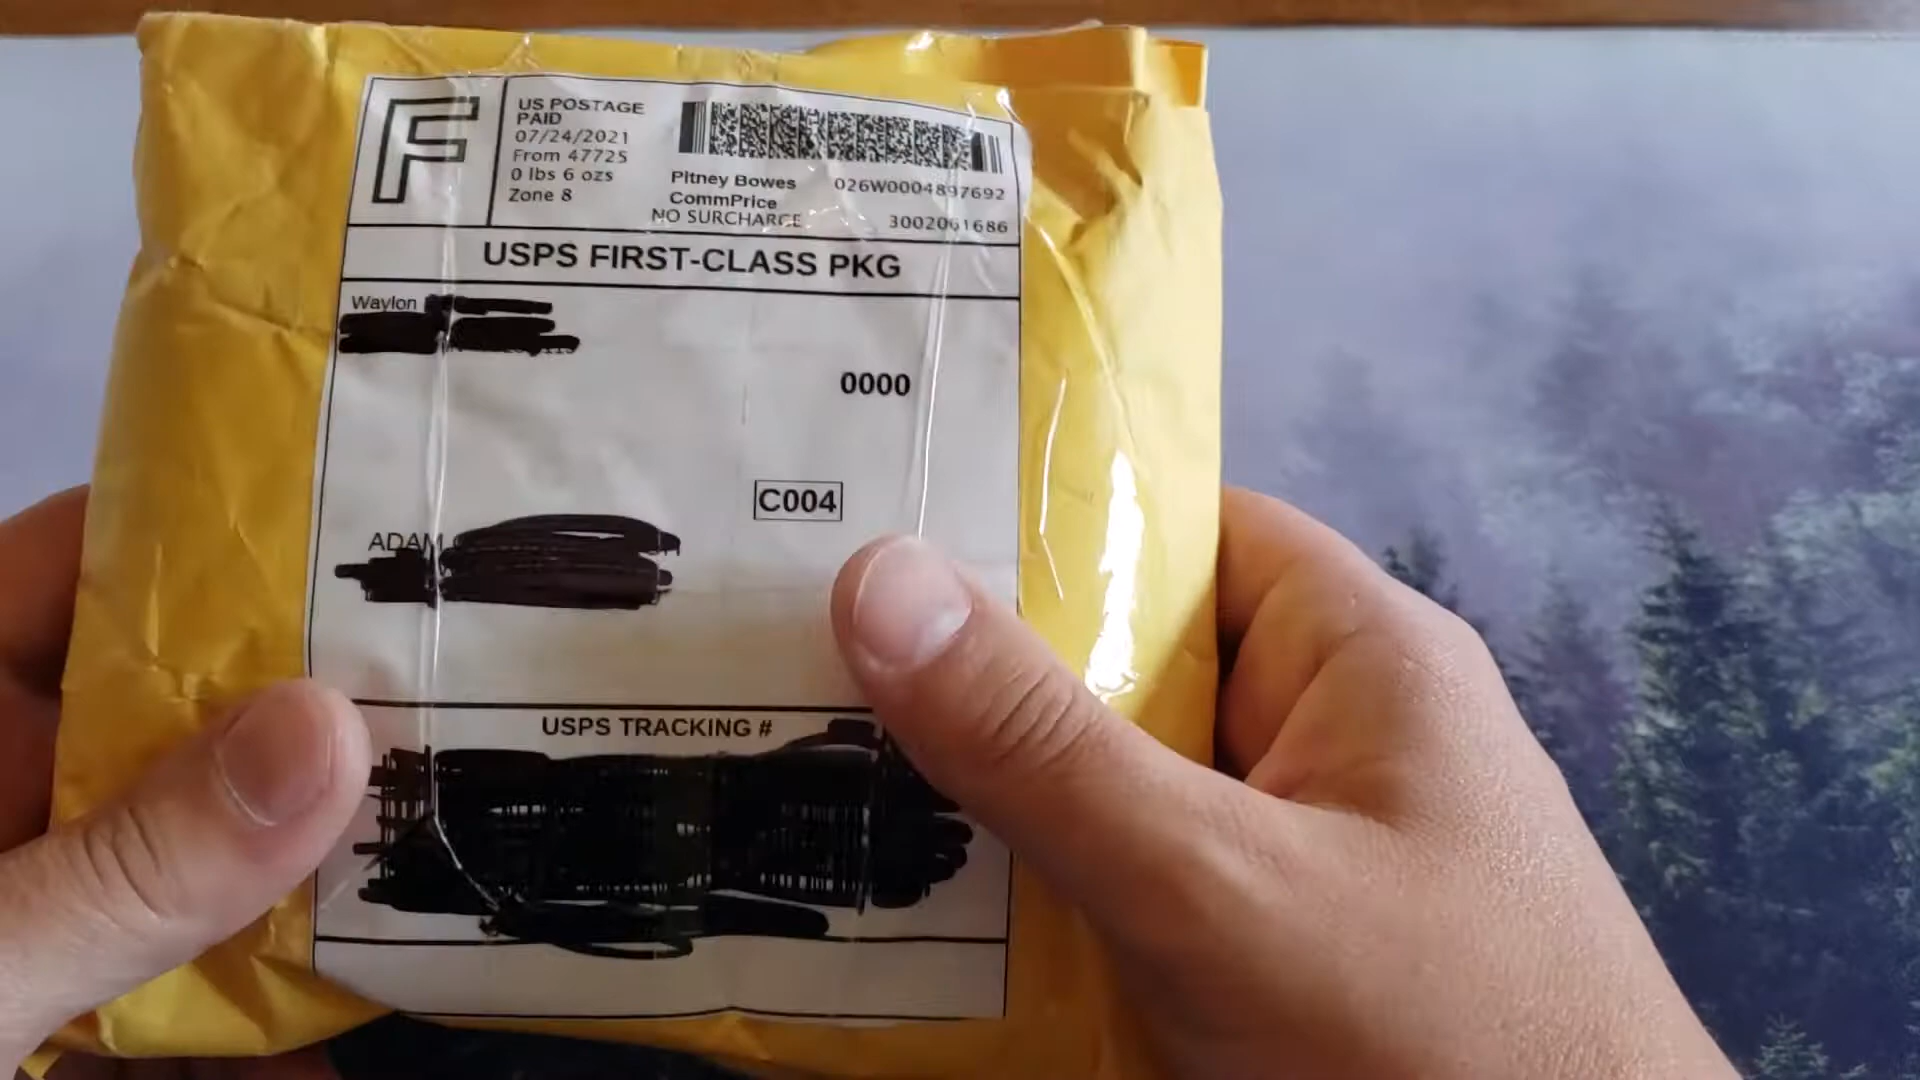 F
US POSTAGE
PAID
07/24/2021
From 47725
0 lbs 6 ozs
Zone 8
Pitney Bowes
CommPrice
NO SURCHARGE
026W0004897692
3002061686
USPS FIRST-CLASS PKG
Waylon
0000
C004
ADAM
USPS TRACKING #